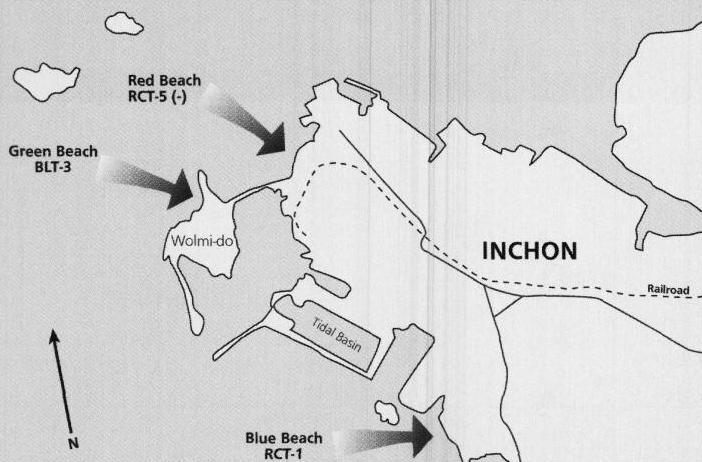 Red Beach
RCT-5 (-)
Green Beach
BLT-3
Wolmi-do
INCHON
Railroad
Tidal Basin
N
Blue Beach
RCT-1